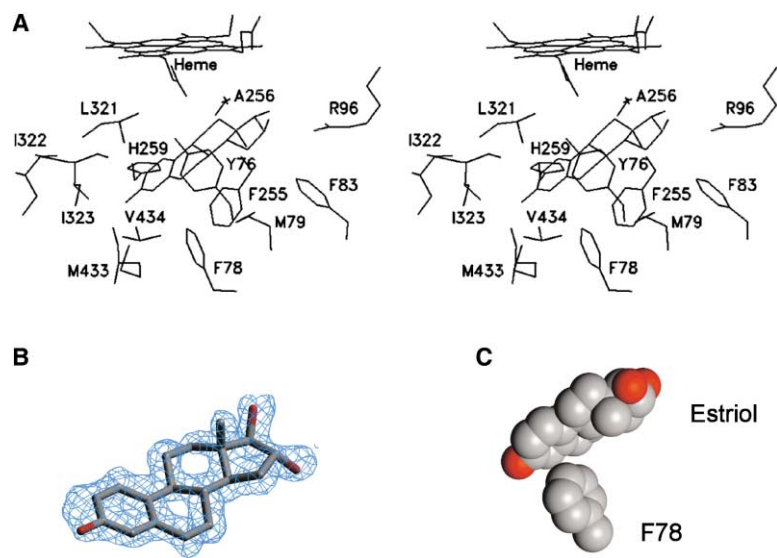 A
Heme
A256
R96
L321
I322
H259
Y76
F255
F83
I323
V434
M79
M433
F78
Heme
A256
R96
L321
I322
H259
Y76
F255
F83
I323
V434
M79
M433
F78
B
C
Estriol
F78